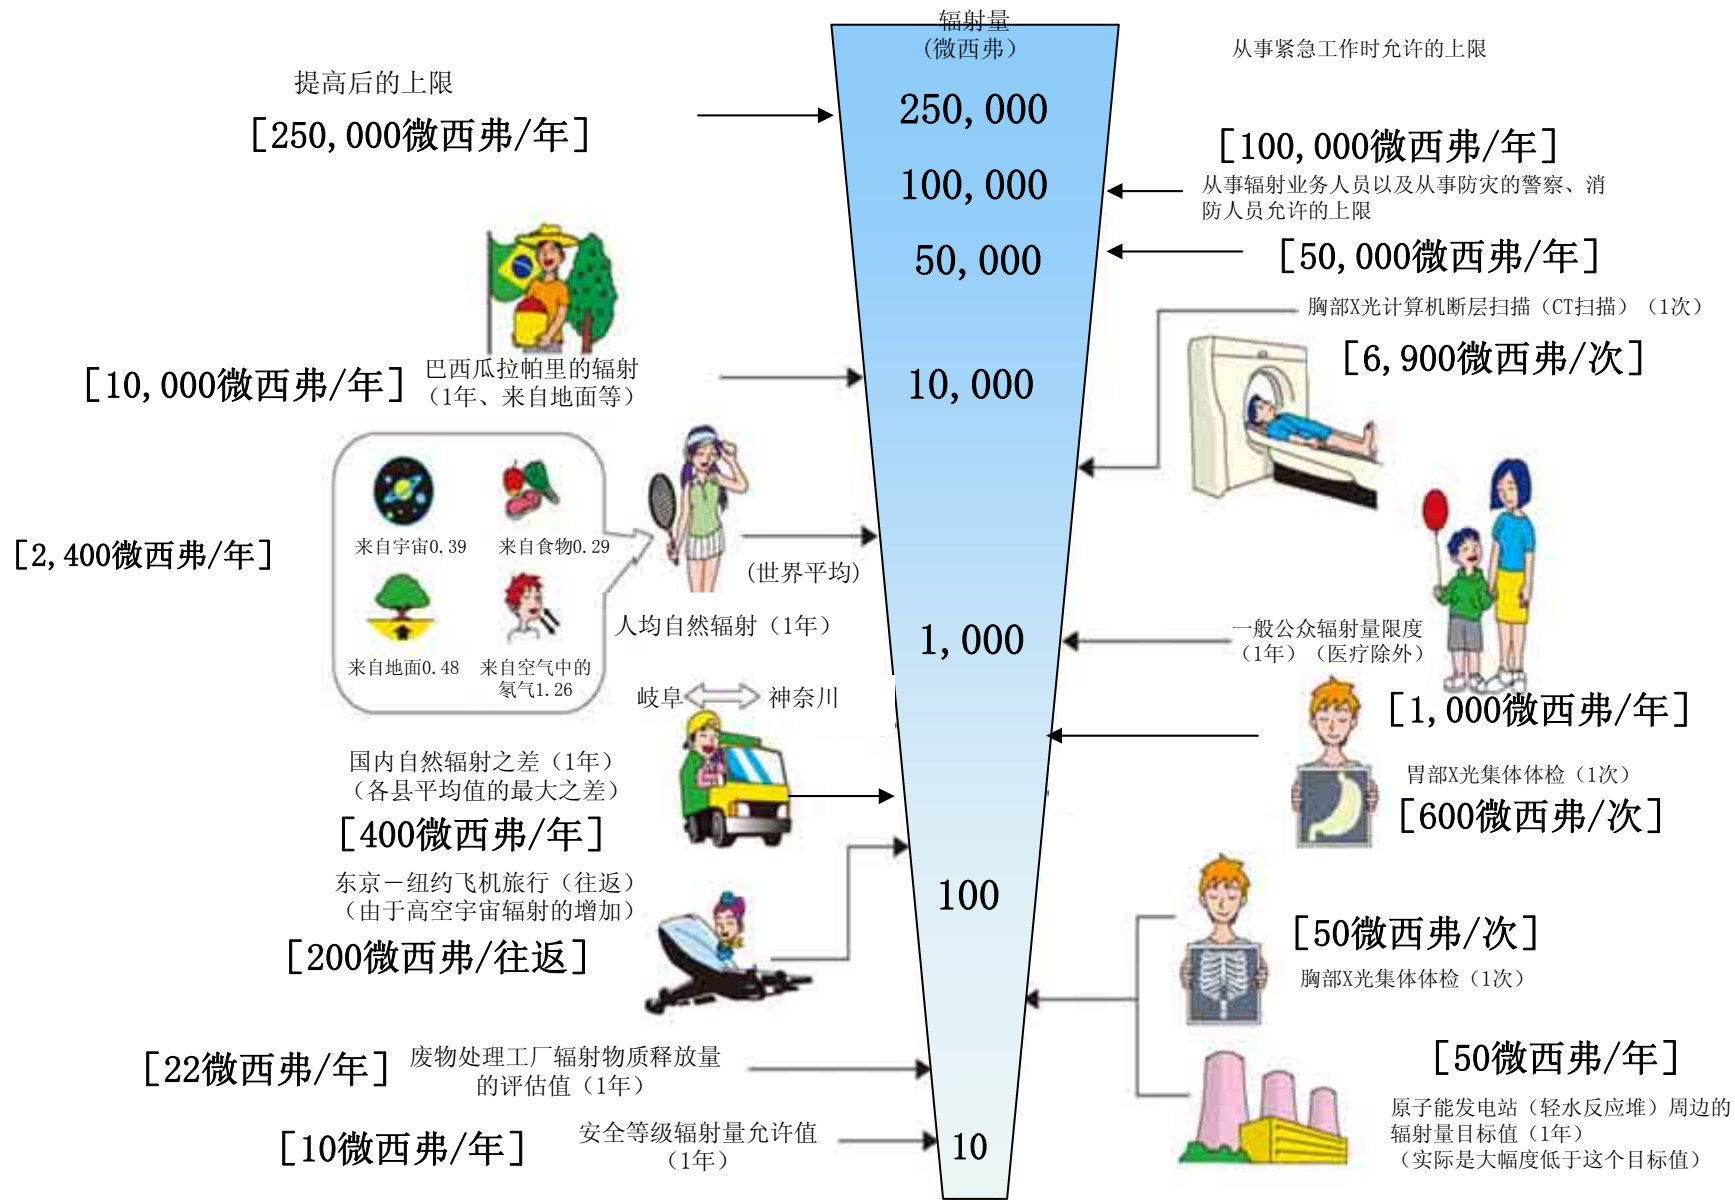 辐射量
(微西弗）
从事紧急工作时允许的上限
提高后的上限
[250,000微西弗/年]
250,000
[100,000微西弗/年]
100,000
从事辐射业务人员以及从事防灾的警察、消
防人员允许的上限
50,000
[50,000微西弗/年]
胸部X光计算机断层扫描（CT扫描）（1次）
[6,900微西弗/次]
[10,000微西弗/年]
巴西瓜拉帕里的辐射
（1年、来自地面等）
10,000
来自宇宙0.39
来自食物0.29
[2,400微西弗/年]
(世界平均)
人均自然辐射（1年）
来自地面0.48
来自空气中的
氡气1.26
1,000
一般公众辐射量限度
（1年）（医疗除外）
[1,000微西弗/年]
岐阜
神奈川
国内自然辐射之差（1年）
（各县平均值的最大之差）
[400微西弗/年]
胃部X光集体体检（1次）
[600微西弗/次]
东京－纽约飞机旅行（往返）
（由于高空宇宙辐射的增加）
[200微西弗/往返]
100
[50微西弗/次]
胸部X光集体体检（1次）
[22微西弗/年]
废物处理工厂辐射物质释放量
的评估值（1年）
[50微西弗/年]
原子能发电站（轻水反应堆）周边的
辐射量目标值（1年）
（实际是大幅度低于这个目标值）
[10微西弗/年]
安全等级辐射量允许值
（1年）
10